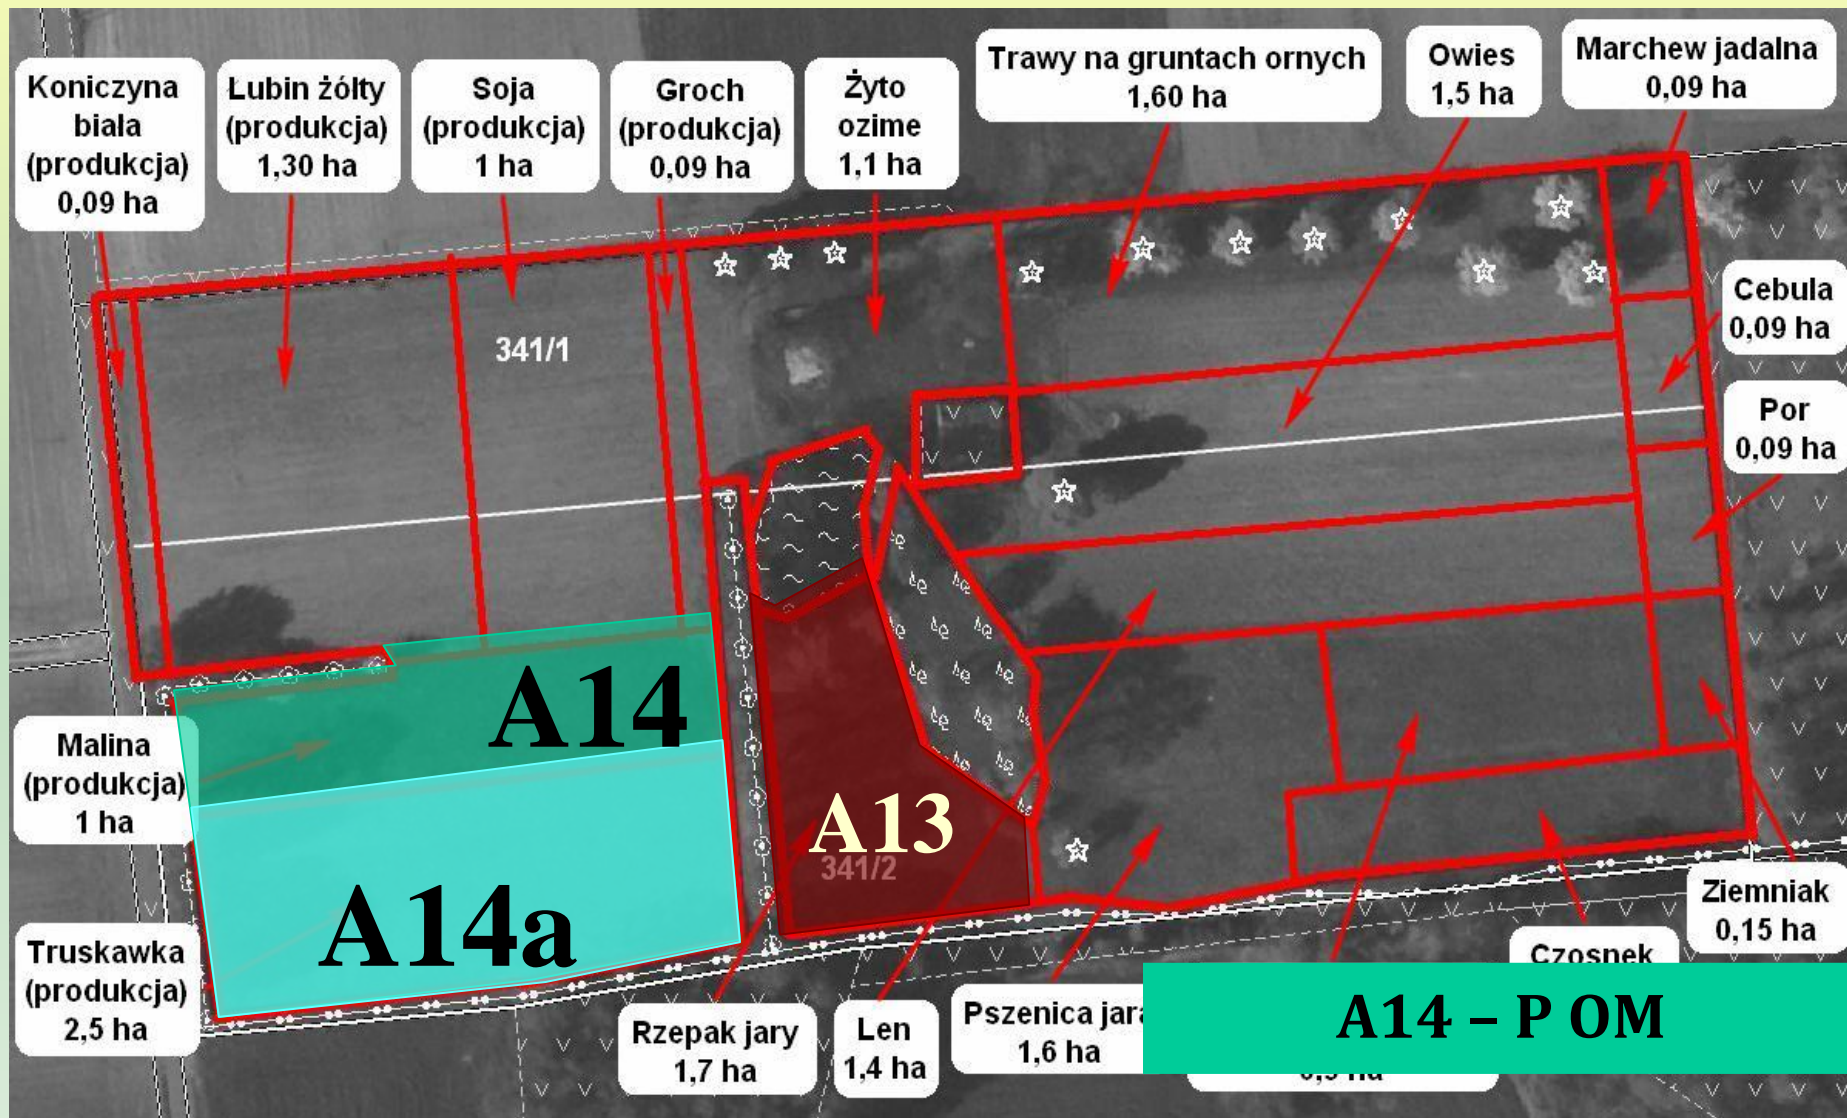 Koniczyna
biała
(produkcja)
0,09 ha
Łubin żółty
(produkcja)
1,30 ha
Soja
(produkcja)
1 ha
Groch
(produkcja)
0,09 ha
Żyto
ozime
1,1 ha
Trawy na gruntach ornych
1,60 ha
Owies
1,5 ha
Marchew jadalna
0,09 ha
Cebula
0,09 ha
Por
0,09 ha
341/1
A14
Malina
(produkcja)
1 ha
A13
341/2
A14a
Truskawka
(produkcja)
2,5 ha
Rzepak jary
1,7 ha
Len
1,4 ha
Pszenica jara
1,6 ha
Czosnek
Ziemniak
0,15 ha
A14 – P OM